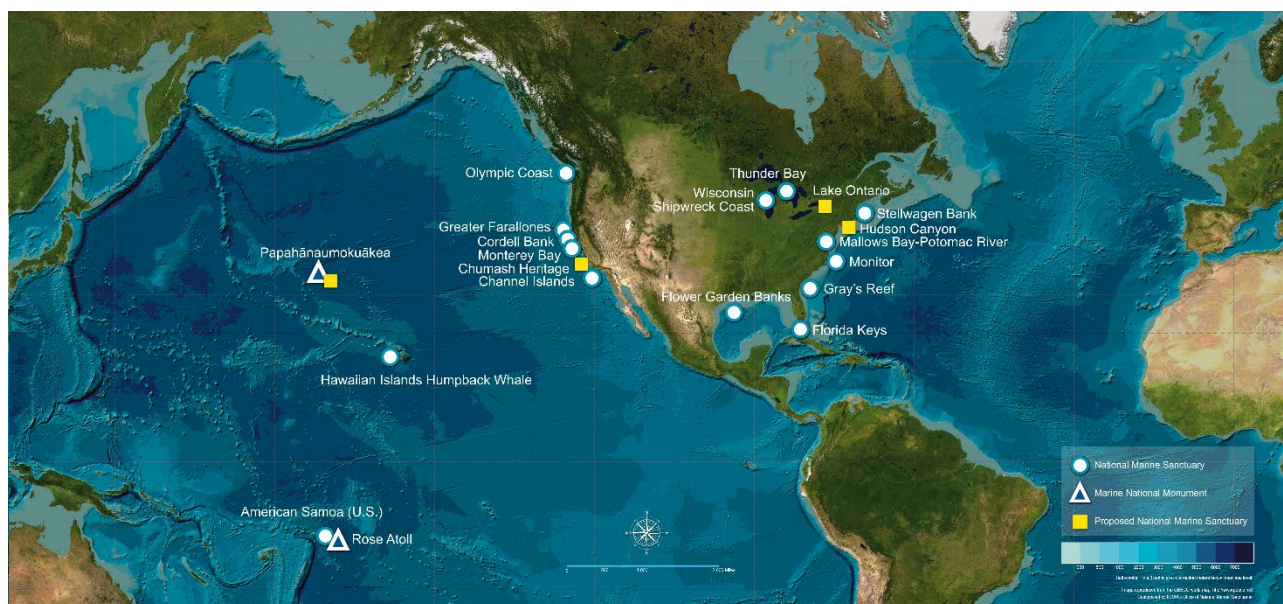 Olympic Coast
Thunder Bay
Wisconsin
Shipwreck Coast
Lake Ontario
Stellwagen Bank
Hudson Canyon
Mallows Bay-Potomac River
Monitor
Gray's Reef
Flower Garden Banks
Florida Keys
Greater Farallones
Cordell Bank
Monterey Bay
Chumash Heritage
Channel Islands
Papahānaumokuākea
Hawaiian Islands Humpback Whale
American Samoa (U.S.)
Rose Atoll
National Marine Sanctuary
Marine National Monument
Proposed National Marine Sanctuary